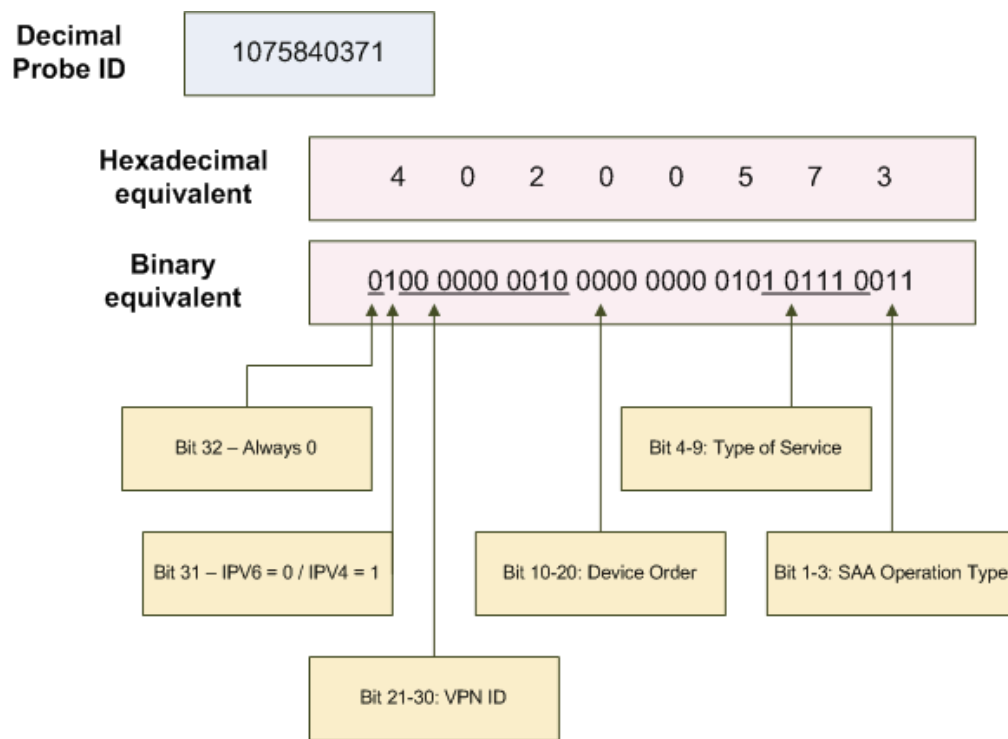 Decimal
Probe ID
1075840371
Hexadecimal
equivalent
4 0 2 0 0 5 7 3
Binary
equivalent
0100 0000 0010 0000 0000 0101 0111 0011
Bit 32 – Always 0
Bit 4-9: Type of Service
Bit 31 – IPV6 = 0 / IPV4 = 1
Bit 10-20: Device Order
Bit 1-3: SAA Operation Type
Bit 21-30: VPN ID